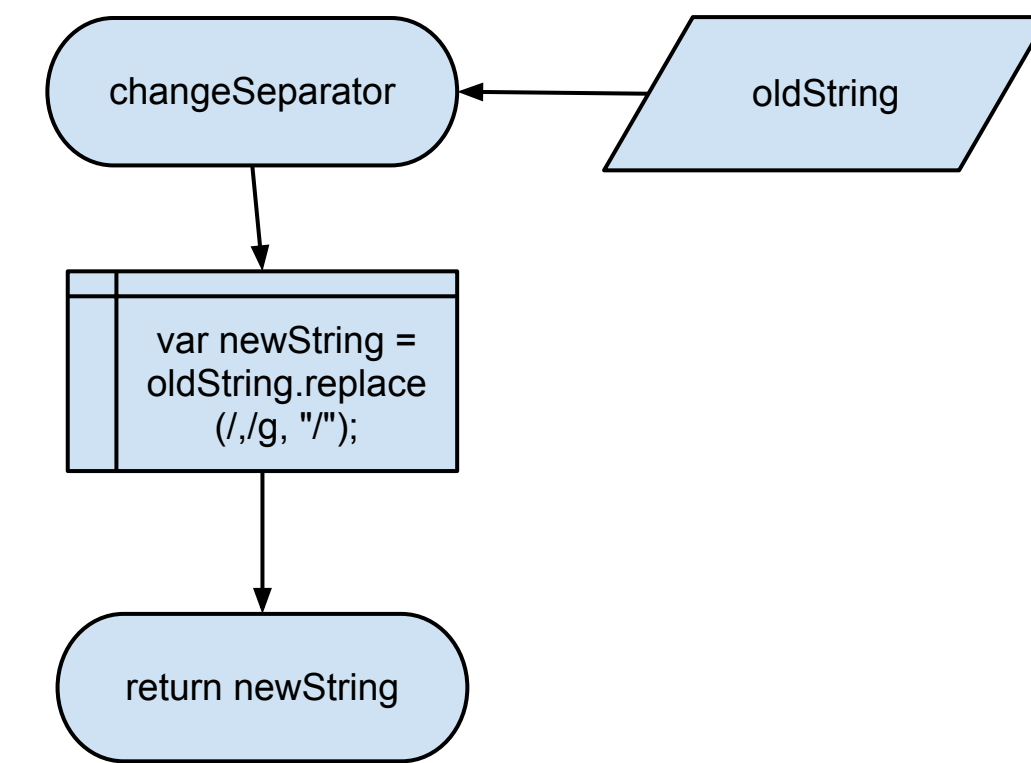 changeSeparator
oldString
var newString =
oldString.replace
(/,/g, "/");
return newString